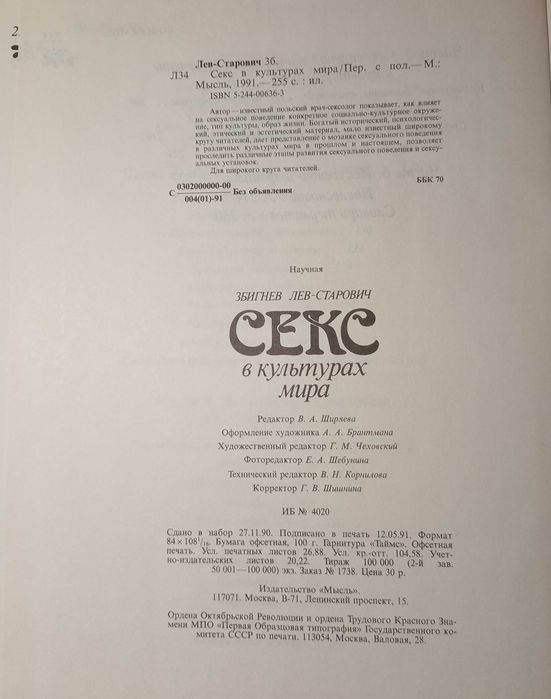 2
Лев-Старович Зб.
Л34 Секс в культурах мира/Пер. с пол.— М.:
Мысль, 1991.—255 с. : ил.
ISBN 5-244-00636-3
Автор—известный польский врач-сексолог показывает, как влияет
на сексуальное поведение конкретное социально-культурное окруже-
ние, тип культуры, образ жизни. Богатый исторический, психологичес-
кий, этический и эстетический материал, мало известный широкому
кругу читателей, дает представление о мозаике сексуального поведения
в различных культурах мира в прошлом и настоящем, позволяет
проследить различные этапы развития сексуального поведения и сексу-
альных установок.
Для широкого круга читателей.
С 0302000000-00 Без объявления
004(01)-91
ББК 70
Научная
ЗБИГНЕВ ЛЕВ-СТАРОВИЧ
СЕКС
в культурах
мира
Редактор В. А. Ширяева
Оформление художника А. А. Брантмана
Художественный редактор Г. М. Чеховский
Фоторедактор Е. А. Шебунина
Технический редактор В. Н. Корнилова
Корректор Г. В. Шишнина
ИБ № 4020
Сдано в набор 27.11.90. Подписано в печать 12.05.91. Формат
84 × 108 1/16. Бумага офсетная, 100 г. Гарнитура «Таймс». Офсетная
печать. Усл. печатных листов 26,88. Усл. кр.-отт. 104,58. Учет-
но-издательских листов 20,22. Тираж 100 000 (2-й зав.
50 001—100 000) экз. Заказ № 1738. Цена 30 р.
Издательство «Мысль».
117071. Москва, В-71, Ленинский проспект, 15.
Ордена Октябрьской Революции и ордена Трудового Красного Зна-
мени МПО «Первая Образцовая типография» Государственного ко-
митета СССР по печати. 113054, Москва, Валовая, 28.